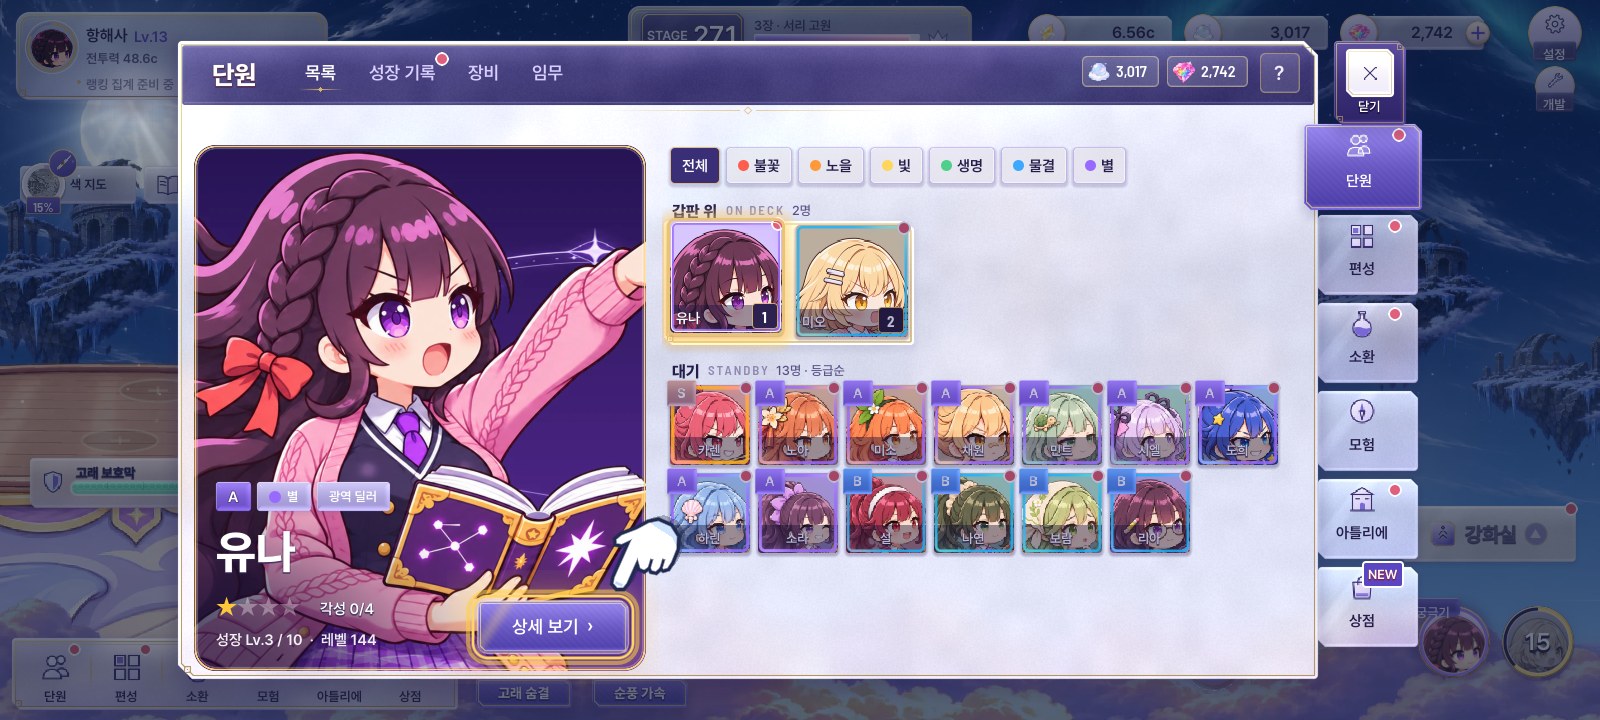 항해사 Lv.13
전투력 48.6c
* 랭킹 집계 준비 중
STAGE 271
3장 · 서리 고원
6.56c
3,017
2,742
설정
개발
단원
목록
성장 기록
장비
임무
3,017
2,742
?
닫기
색 지도
15%
전체
불꽃
노을
빛
생명
물결
별
갑판 위 ON DECK 2명
유나 1
미오 2
대기 STANDBY 13명 · 등급순
S 카렌
A 노아
A 미소
A 재원
A 민트
A 시엘
A 도희
A 하린
A 소라
B 설
B 나연
B 보람
B 리아
고래 보호막
A
별
광역 딜러
유나
각성 0/4
성장 Lv.3 / 10 · 레벨 144
상세 보기 ›
단원
편성
소환
모험
아틀리에
NEW
상점
강화실
궁극기
15
단원
편성
소환
모험
아틀리에
상점
고래 숨결
순풍 가속